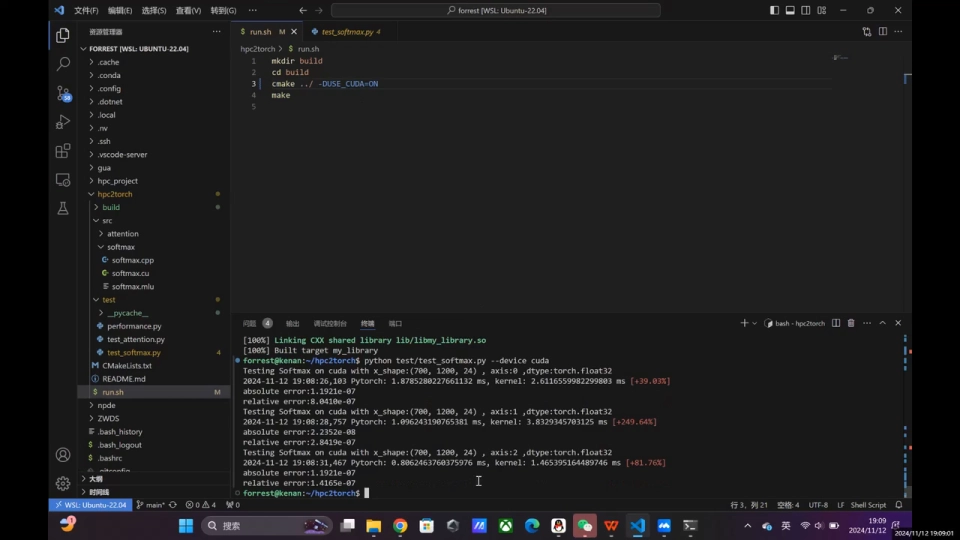 文件(F) 编辑(E) 选择(S) 查看(V) 转到(G) ···
forrest [WSL: Ubuntu-22.04]
资源管理器
run.sh M
test_softmax.py 4
FORREST [WSL: UBUNTU-22.04]
.cache
.conda
.config
.dotnet
.local
.nv
.ssh
.vscode-server
gua
hpc_project
hpc2torch
build
src
attention
softmax
softmax.cpp
softmax.cu
softmax.mlu
test
__pycache__
performance.py
test_attention.py
test_softmax.py 4
CMakeLists.txt
README.md
run.sh M
npde
ZWDS
.bash_history
.bash_logout
.bashrc
.gitconfig
大纲
时间线
hpc2torch > run.sh
1 mkdir build
2 cd build
3 cmake ../ -DUSE_CUDA=ON
4 make
5
问题 4 输出 调试控制台 终端 端口
bash - hpc2torch
[100%] Linking CXX shared library lib/libmy_library.so
[100%] Built target my_library
forrest@kenan:~/hpc2torch$ python test/test_softmax.py --device cuda
Testing Softmax on cuda with x_shape:(700, 1200, 24) , axis:0 ,dtype:torch.float32
2024-11-12 19:08:26,103 Pytorch: 1.8785280227661132 ms, kernel: 2.6116559982299803 ms [+39.03%]
absolute error:1.1921e-07
relative error:8.0410e-07
Testing Softmax on cuda with x_shape:(700, 1200, 24) , axis:1 ,dtype:torch.float32
2024-11-12 19:08:28,757 Pytorch: 1.096243190765381 ms, kernel: 3.8329345703125 ms [+249.64%]
absolute error:2.2352e-08
relative error:2.8419e-07
Testing Softmax on cuda with x_shape:(700, 1200, 24) , axis:2 ,dtype:torch.float32
2024-11-12 19:08:31,467 Pytorch: 0.8062463760375976 ms, kernel: 1.465395164489746 ms [+81.76%]
absolute error:1.1921e-07
relative error:1.4165e-07
forrest@kenan:~/hpc2torch$
WSL: Ubuntu-22.04 main* 0 4 0
行 3, 列 21 空格: 4 UTF-8 LF Shell Script
搜索
英
19:09
2024/11/12
2024/11/12 19:09:01